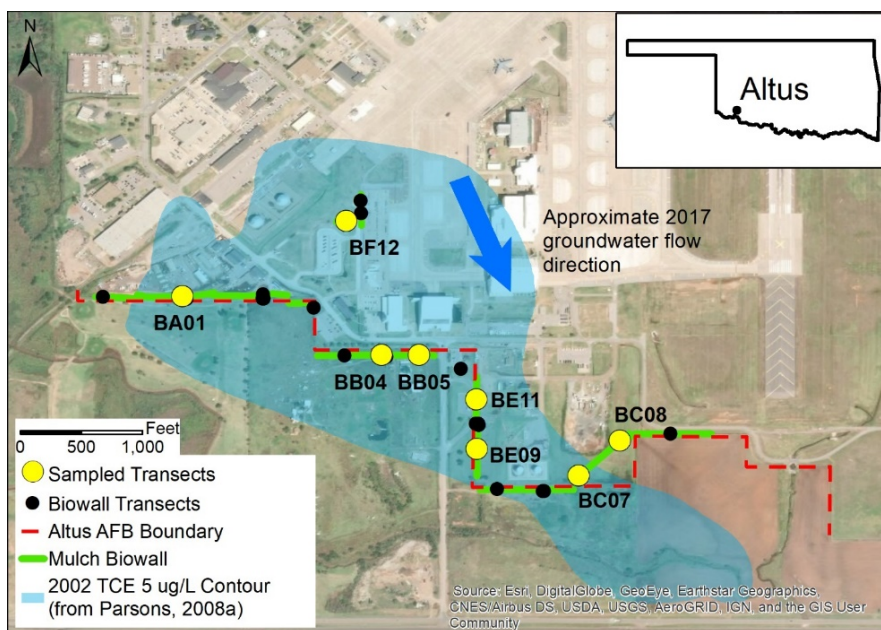 N
Altus
Approximate 2017
groundwater flow
direction
BF12
BA01
BB04
BB05
BE11
BC08
BE09
BC07
Feet
0 500 1,000
Sampled Transects
Biowall Transects
Altus AFB Boundary
Mulch Biowall
2002 TCE 5 ug/L Contour
(from Parsons, 2008a)
Source: Esri, DigitalGlobe, GeoEye, Earthstar Geographics,
CNES/Airbus DS, USDA, USGS, AeroGRID, IGN, and the GIS User
Community